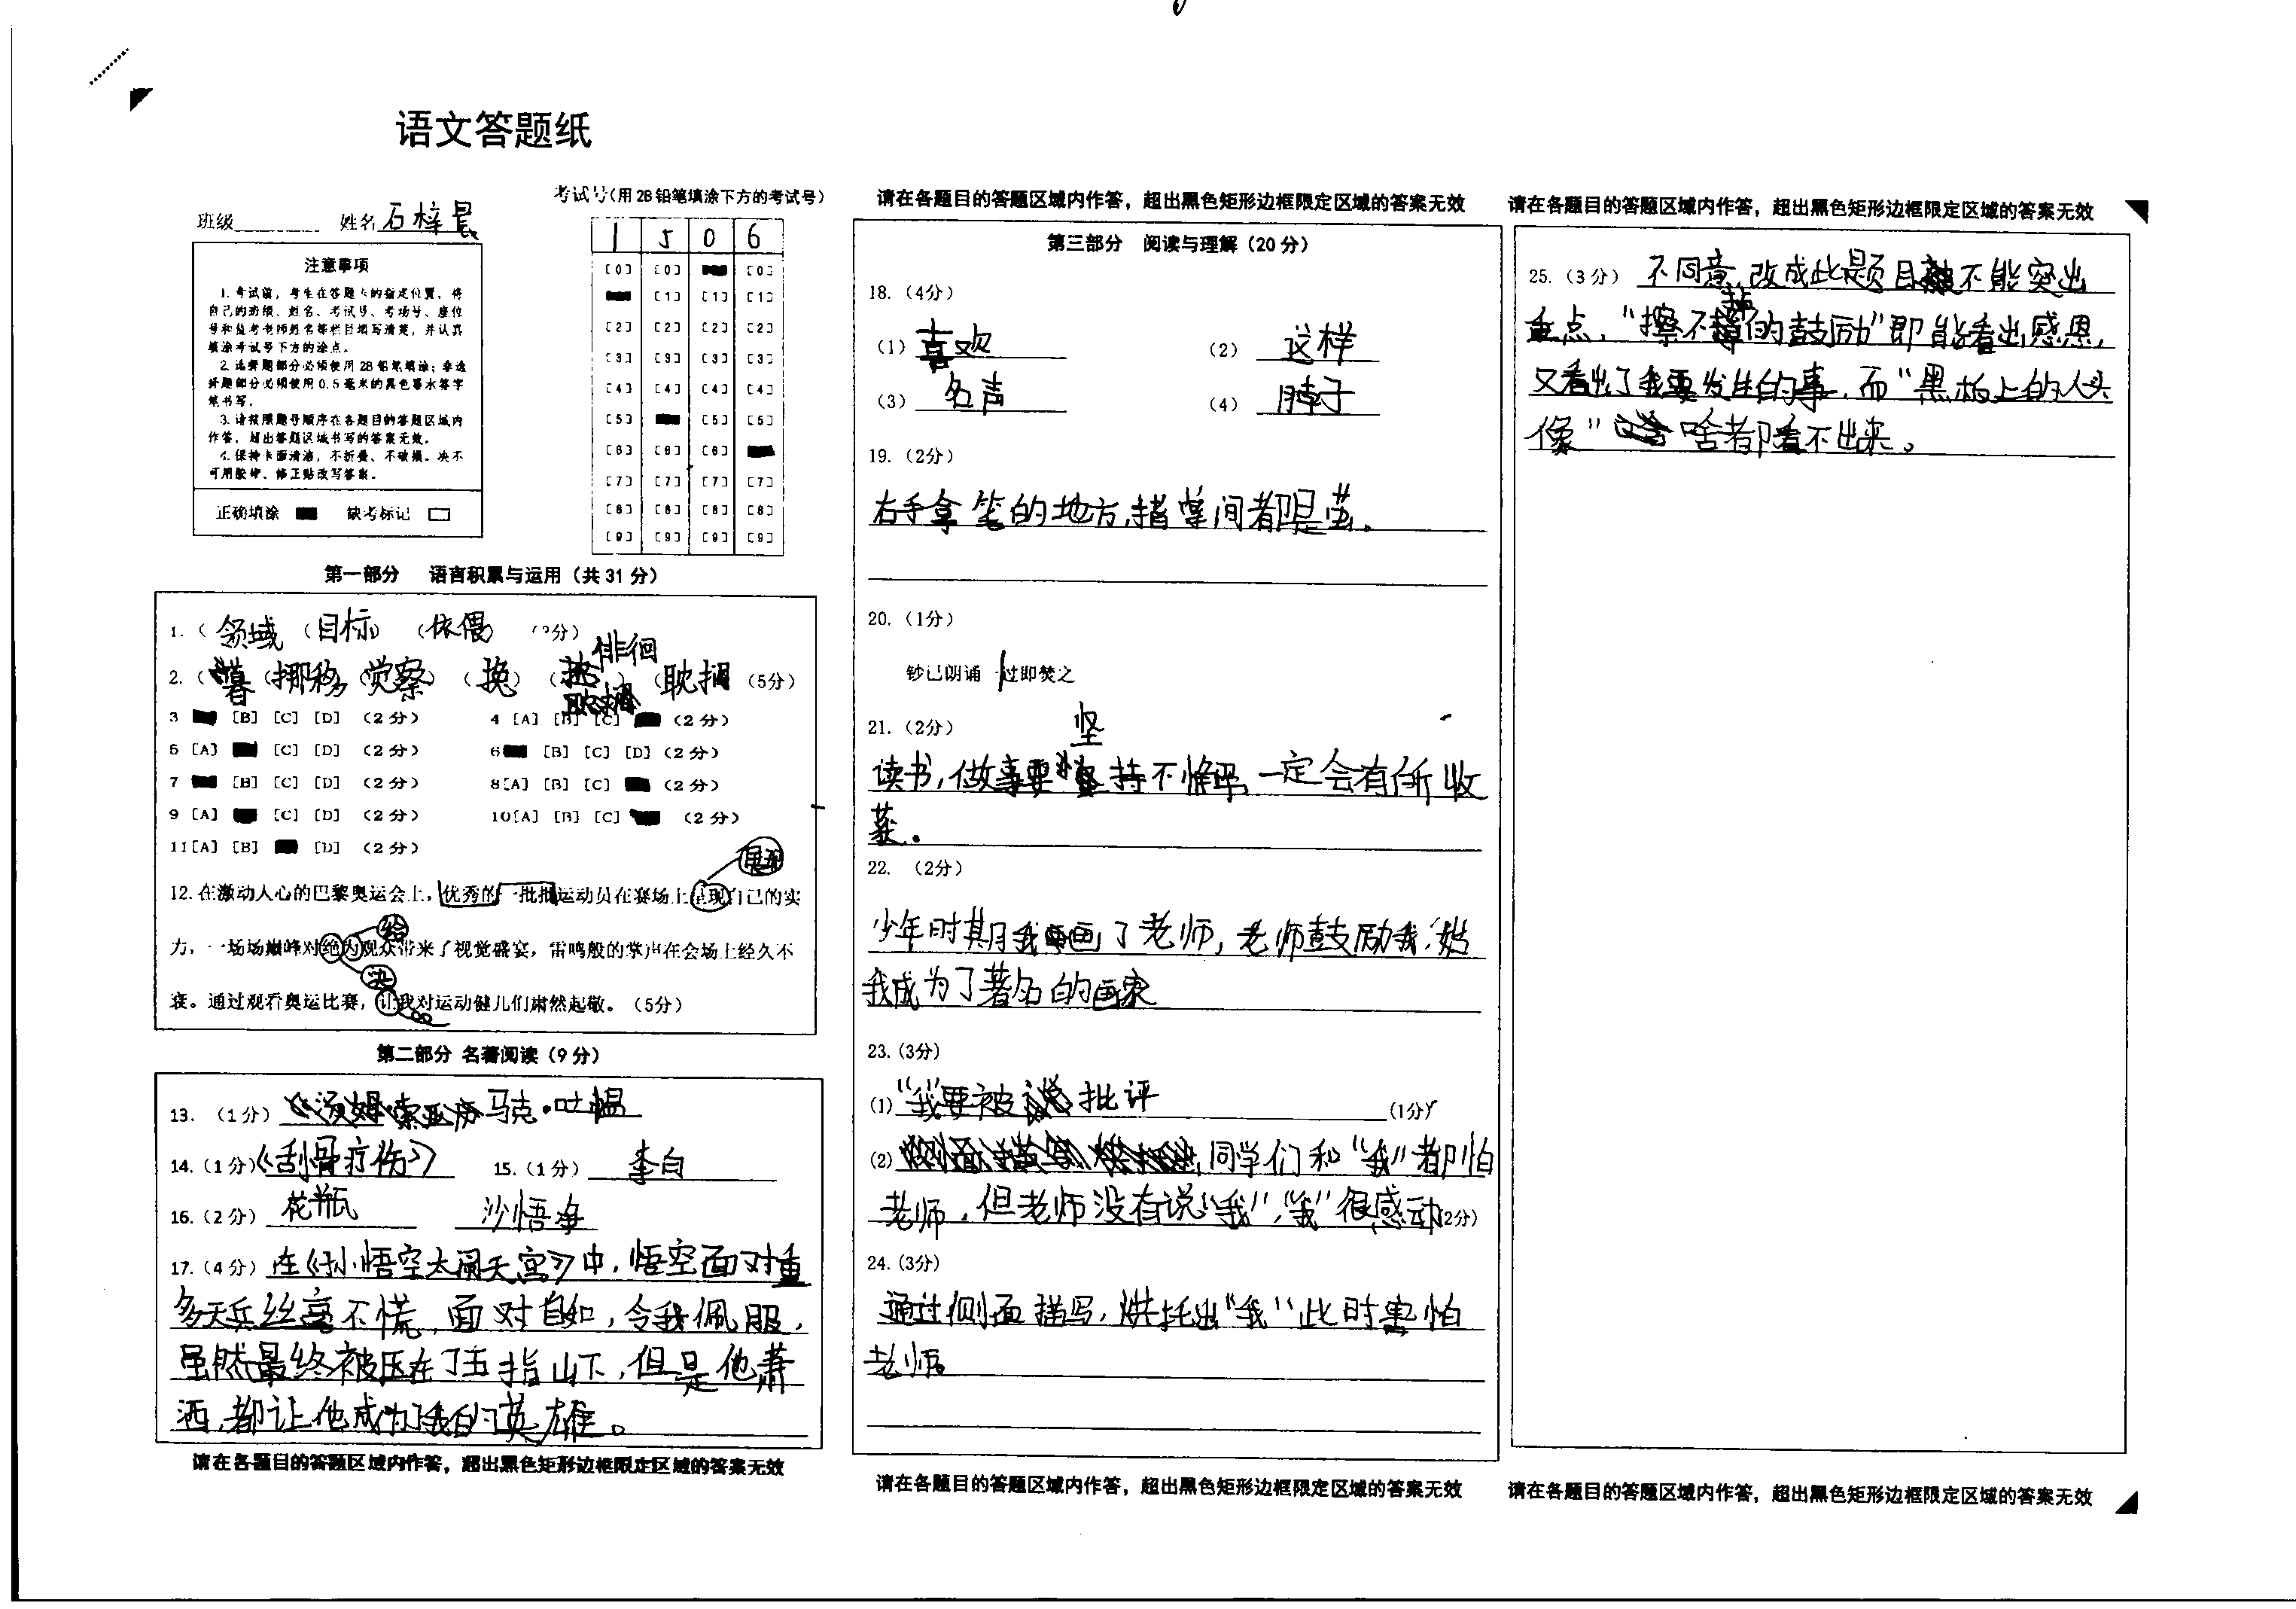 语文答题纸
班级 姓名 石梓晨
考试号(用2B铅笔填涂下方的考试号)
1 5 0 6
[0] [0] [0]
[1] [1] [1]
[2] [2] [2] [2]
[3] [3] [3] [3]
[4] [4] [4] [4]
[5] [5] [5]
[6] [6] [6]
[7] [7] [7] [7]
[8] [8] [8] [8]
[9] [9] [9] [9]
注意事项
1.考试前,考生在答题卡的指定位置,将
自己的班级、姓名、考试号、考场号、座位
号和监考老师姓名等栏目填写清楚,并认真
填涂考试号下方的涂点。
2.选择题部分必须使用2B铅笔填涂;非选
择题部分必须使用0.5毫米的黑色墨水签字
笔书写。
3.请按照题号顺序在各题目的答题区域内
作答,超出答题区域书写的答案无效。
4.保持卡面清洁,不折叠、不破损。决不
可用胶带、修正贴改写答案。
正确填涂 缺考标记
第一部分 语言积累与运用(共31分)
1.( 领域 (目标) (依偎)
俳徊
2.( 暮 (挪移) (觉察) (换) ( ) (耽搁 (5分)
3 [B] [C] [D] (2分) 4 [A] [B] [C] (2分)
5 [A] [C] [D] (2分) 6 [B] [C] [D] (2分)
7 [B] [C] [D] (2分) 8[A] [B] [C] (2分)
9 [A] [C] [D] (2分) 10[A] [B] [C] (2分)
11[A] [B] [D] (2分)
展现
12.在激动人心的巴黎奥运会上,优秀的一批批运动员在赛场上呈现自己的实
给
力,一场场巅峰对绝为观众带来了视觉盛宴,雷鸣般的掌声在会场上经久不
决
衰。通过观看奥运比赛,让我对运动健儿们肃然起敬。(5分)
第二部分 名著阅读(9分)
13.(1分) 马克·吐温
14.(1分)《刮骨疗伤》 15.(1分) 李白
16.(2分) 花瓶 沙悟净
17.(4分) 在《孙悟空大闹天宫》中,悟空面对重
多天兵丝毫不慌,面对自如,令我佩服,
虽然最终被压在了五指山下,但是他萧
洒,都让他成为了我的英雄。
请在各题目的答题区域内作答,超出黑色矩形边框限定区域的答案无效
请在各题目的答题区域内作答,超出黑色矩形边框限定区域的答案无效
第三部分 阅读与理解(20分)
18.(4分)
(1) 喜欢 (2) 这样
(3) 名声 (4) 脖子
19.(2分)
右手拿笔的地方,指掌间都是茧。
20.(1分)
钞已朗诵一过即焚之
21.(2分)
坚
读书,做事要持不懈,一定会有所收
获。
22.(2分)
少年时期我画了老师,老师鼓励我,使
我成为了著名的画家
23.(3分)
(1) "我"要被批评 (1分)
(2) 同学们和"我"都怕
老师,但老师没有说"我","我"很感动(2分)
24.(3分)
通过侧面描写,烘托出"我"此时害怕
老师。
请在各题目的答题区域内作答,超出黑色矩形边框限定区域的答案无效
请在各题目的答题区域内作答,超出黑色矩形边框限定区域的答案无效
25.(3分) 不同意,改成此题目不能突出
重点,"擦不掉的鼓励"即能看出感恩,
又看出了主要发生的事,而"黑板上的人头
像"啥都看不出来。
请在各题目的答题区域内作答,超出黑色矩形边框限定区域的答案无效